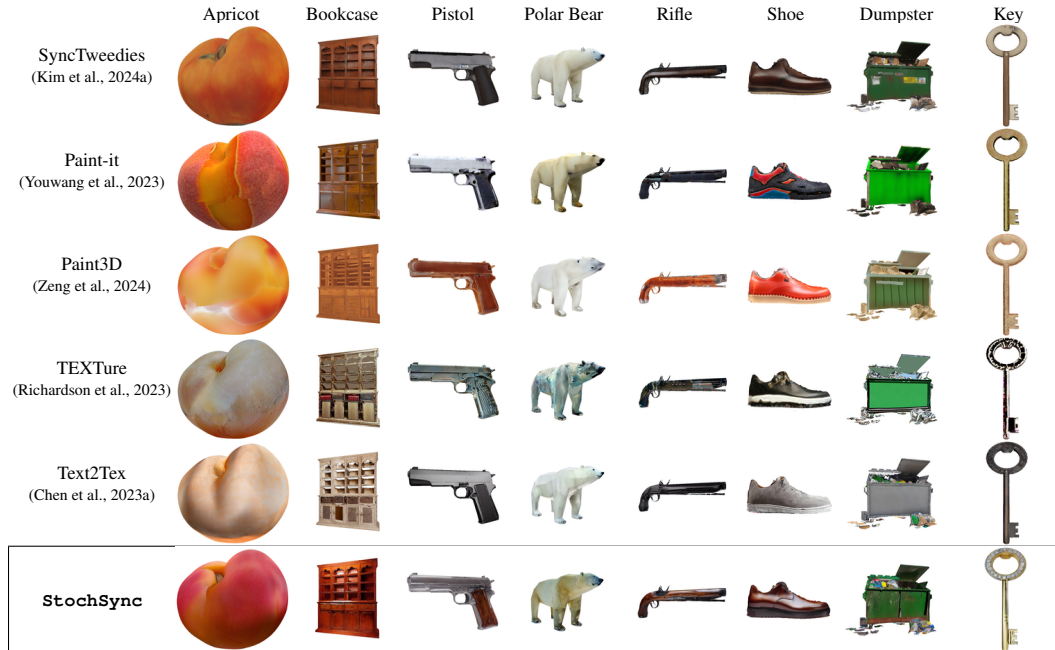 Apricot Bookcase Pistol Polar Bear Rifle Shoe Dumpster Key
SyncTweedies
(Kim et al., 2024a)
Paint-it
(Youwang et al., 2023)
Paint3D
(Zeng et al., 2024)
TEXTure
(Richardson et al., 2023)
Text2Tex
(Chen et al., 2023a)
StochSync